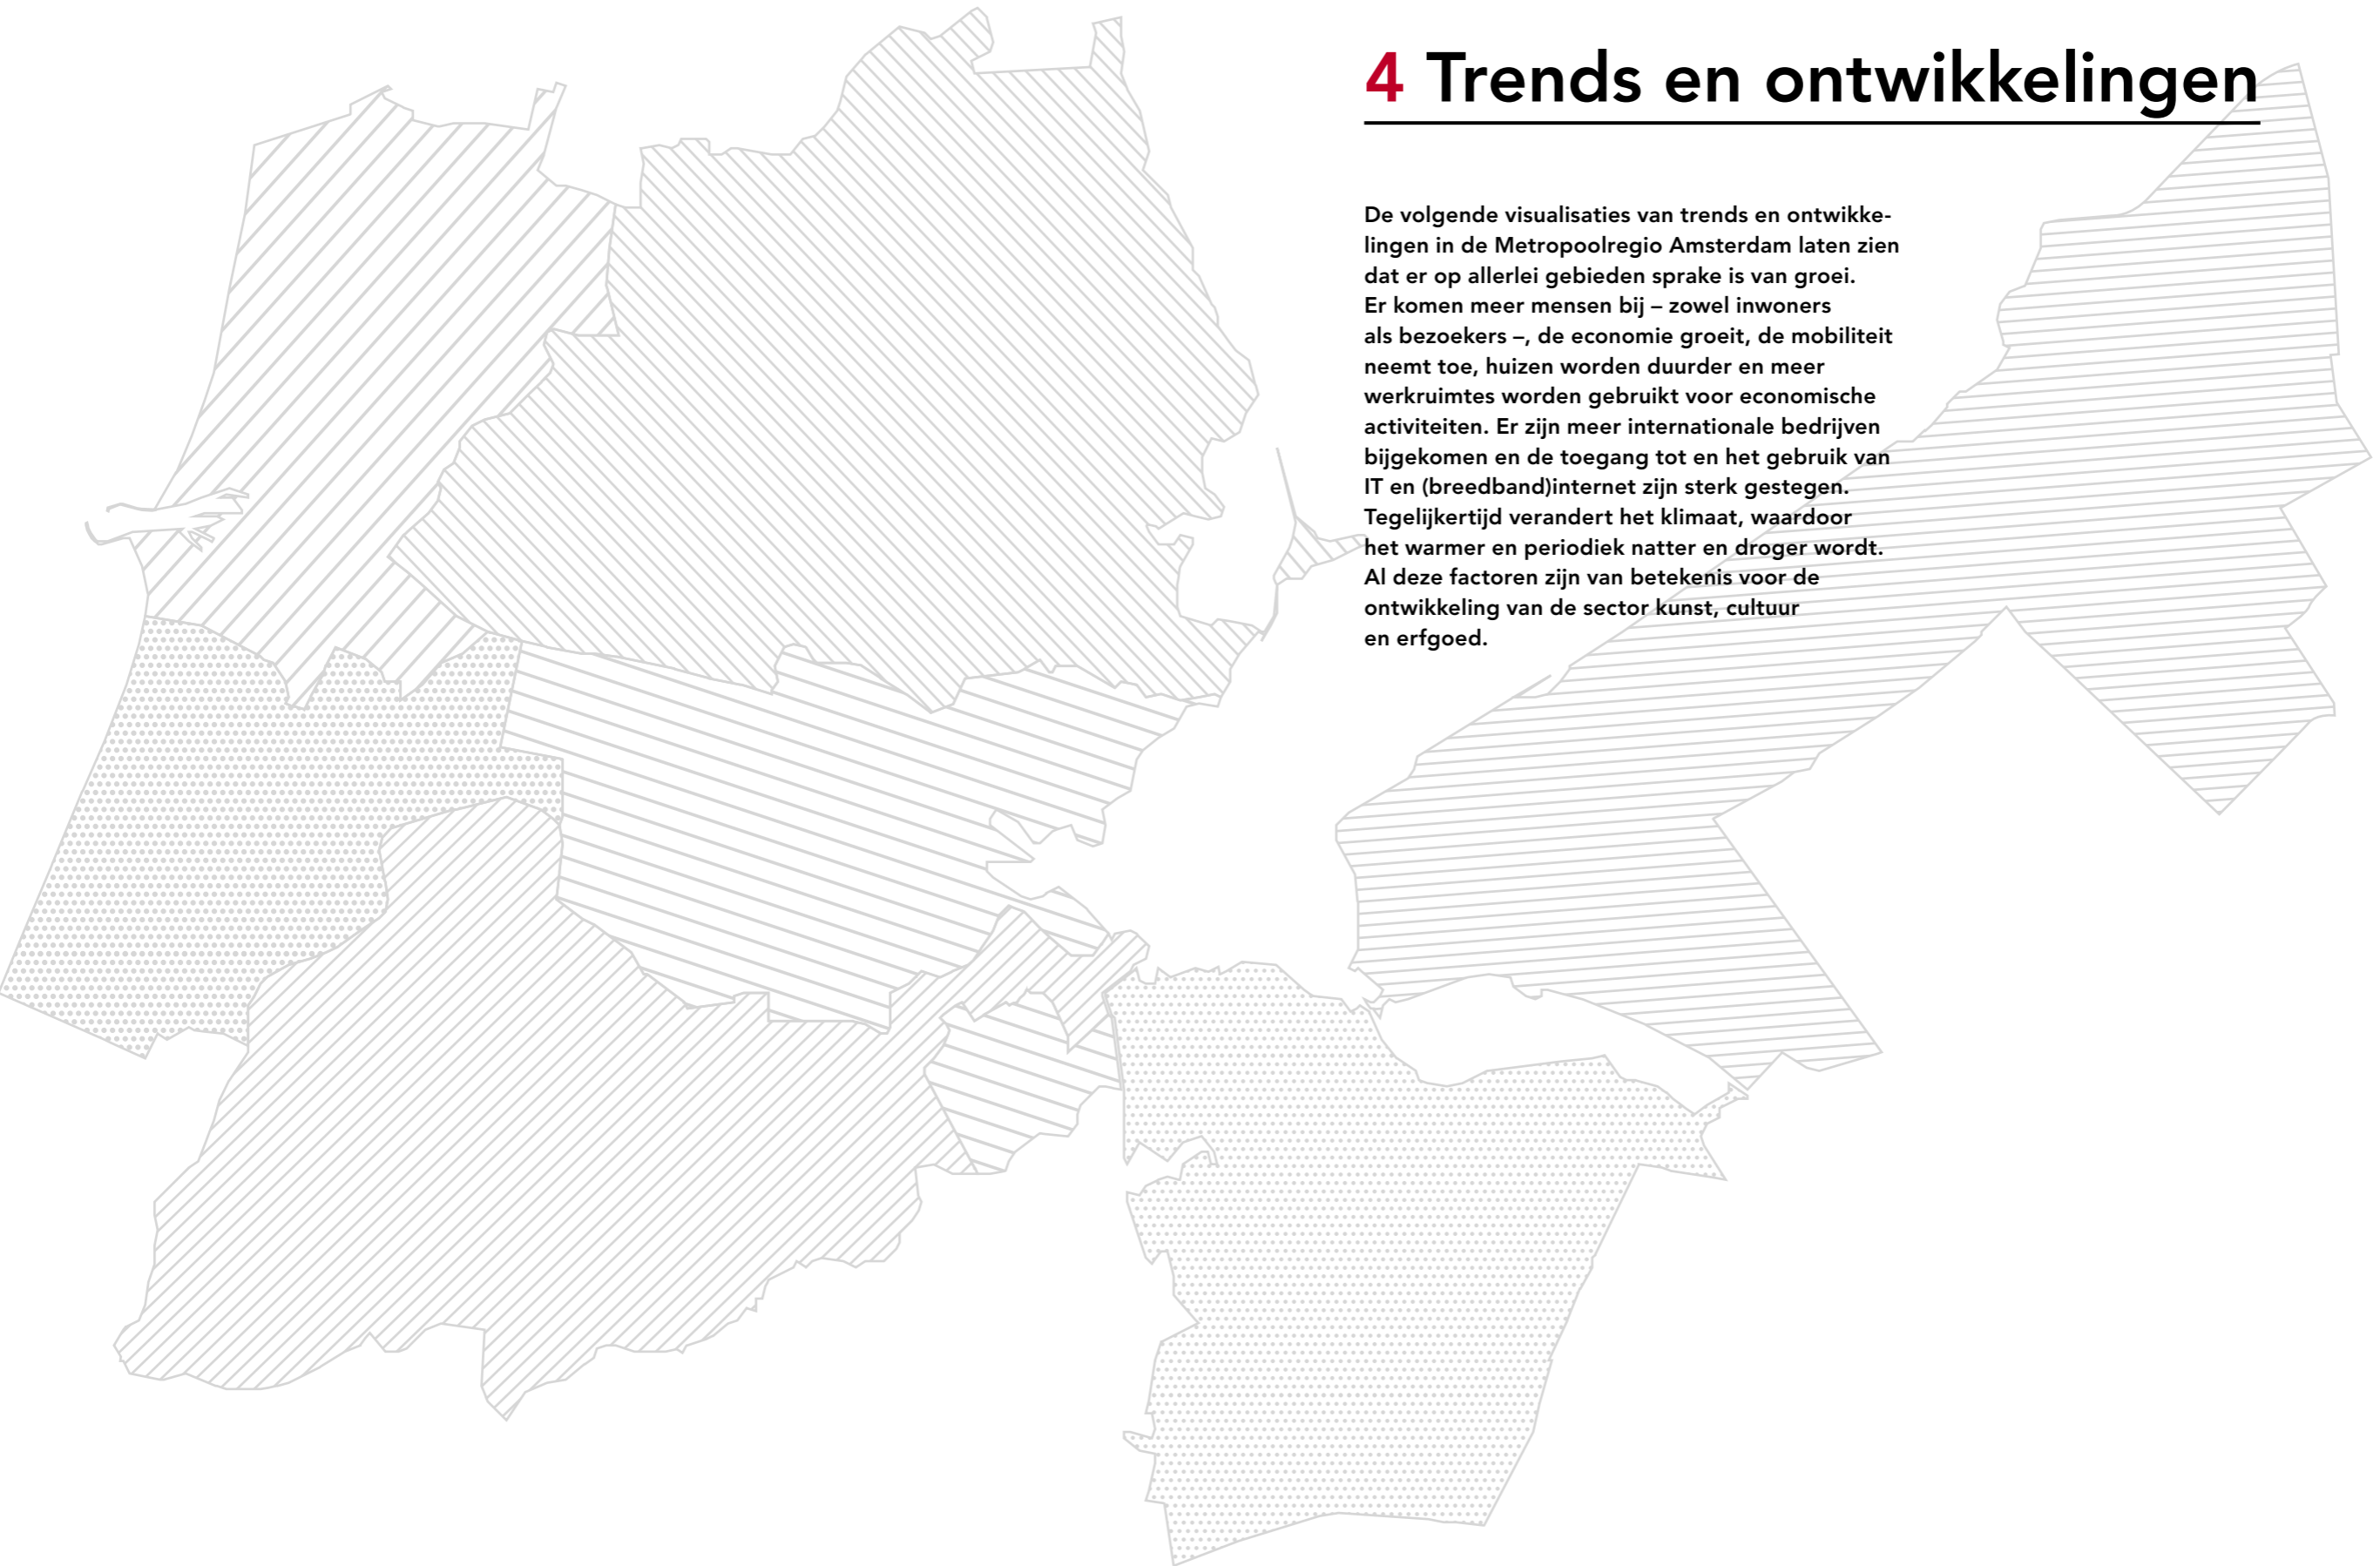 4 Trends en ontwikkelingen
De volgende visualisaties van trends en ontwikke-
lingen in de Metropoolregio Amsterdam laten zien
dat er op allerlei gebieden sprake is van groei.
Er komen meer mensen bij – zowel inwoners
als bezoekers –, de economie groeit, de mobiliteit
neemt toe, huizen worden duurder en meer
werkruimtes worden gebruikt voor economische
activiteiten. Er zijn meer internationale bedrijven
bijgekomen en de toegang tot en het gebruik van
IT en (breedband)internet zijn sterk gestegen.
Tegelijkertijd verandert het klimaat, waardoor
het warmer en periodiek natter en droger wordt.
Al deze factoren zijn van betekenis voor de
ontwikkeling van de sector kunst, cultuur
en erfgoed.